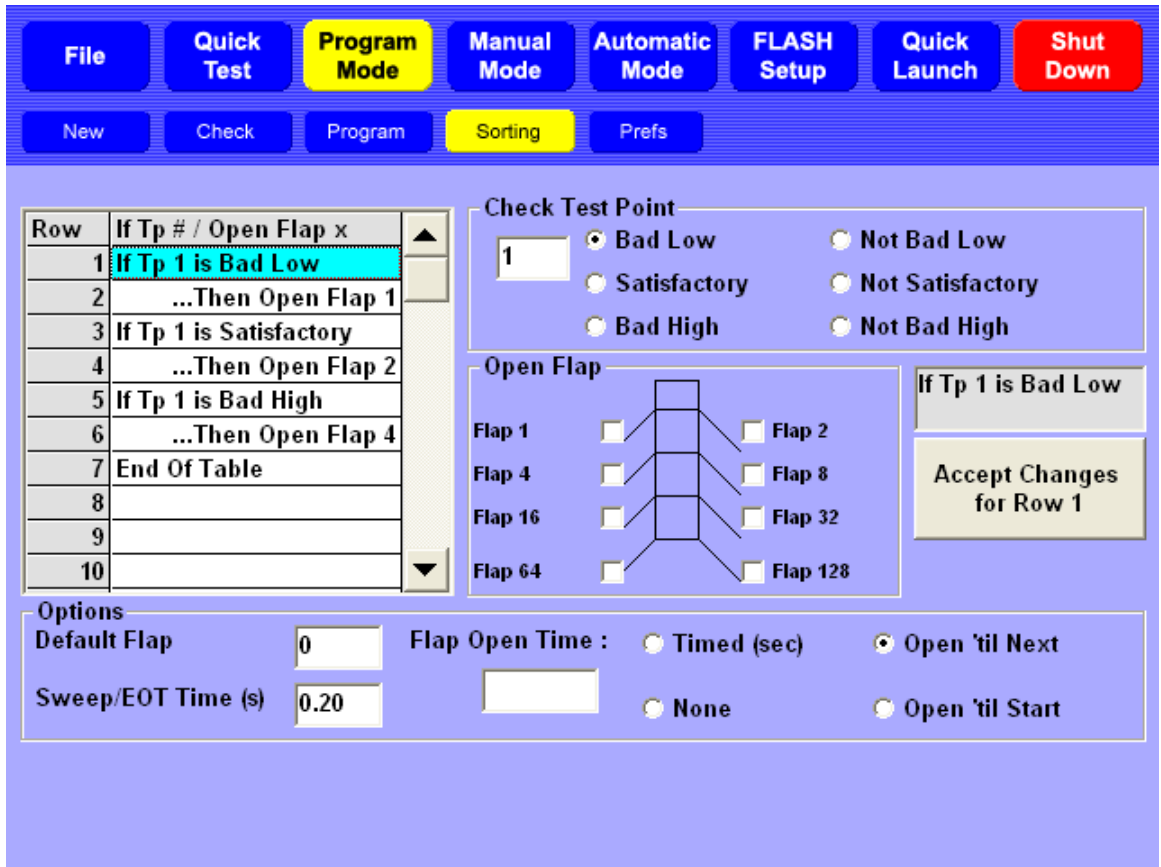 File
Quick Test
Program Mode
Manual Mode
Automatic Mode
FLASH Setup
Quick Launch
Shut Down
New
Check
Program
Sorting
Prefs
Row
If Tp # / Open Flap x
1 If Tp 1 is Bad Low
2 ...Then Open Flap 1
3 If Tp 1 is Satisfactory
4 ...Then Open Flap 2
5 If Tp 1 is Bad High
6 ...Then Open Flap 4
7 End Of Table
8
9
10
Check Test Point
1
Bad Low
Not Bad Low
Satisfactory
Not Satisfactory
Bad High
Not Bad High
Open Flap
Flap 1
Flap 2
Flap 4
Flap 8
Flap 16
Flap 32
Flap 64
Flap 128
If Tp 1 is Bad Low
Accept Changes
for Row 1
Options
Default Flap
0
Flap Open Time :
Timed (sec)
Open 'til Next
Sweep/EOT Time (s)
0.20
None
Open 'til Start